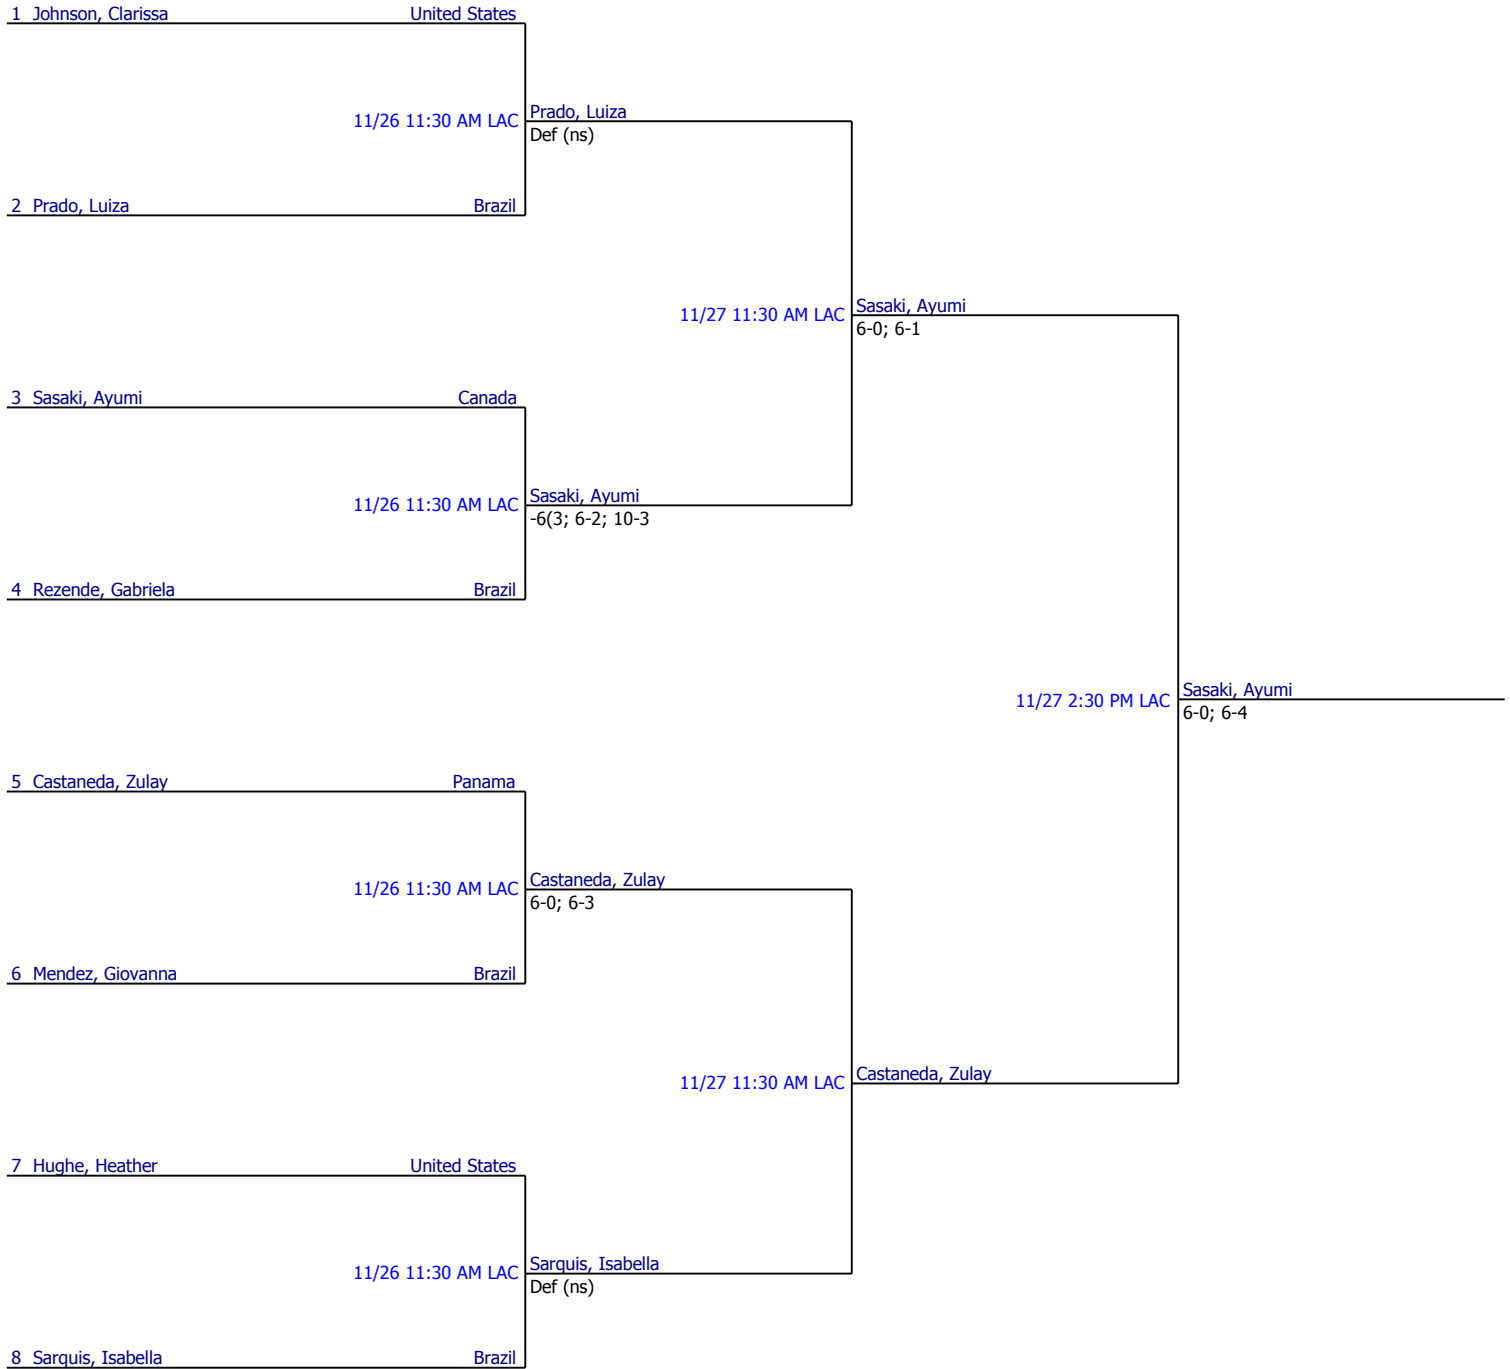 1 Johnson, Clarissa United States
11/26 11:30 AM LAC
Prado, Luiza
Def (ns)
2 Prado, Luiza Brazil
11/27 11:30 AM LAC
Sasaki, Ayumi
6-0; 6-1
3 Sasaki, Ayumi Canada
11/26 11:30 AM LAC
Sasaki, Ayumi
-6(3; 6-2; 10-3
4 Rezende, Gabriela Brazil
11/27 2:30 PM LAC
Sasaki, Ayumi
6-0; 6-4
5 Castaneda, Zulay Panama
11/26 11:30 AM LAC
Castaneda, Zulay
6-0; 6-3
6 Mendez, Giovanna Brazil
11/27 11:30 AM LAC
Castaneda, Zulay
7 Hughe, Heather United States
11/26 11:30 AM LAC
Sarquis, Isabella
Def (ns)
8 Sarquis, Isabella Brazil